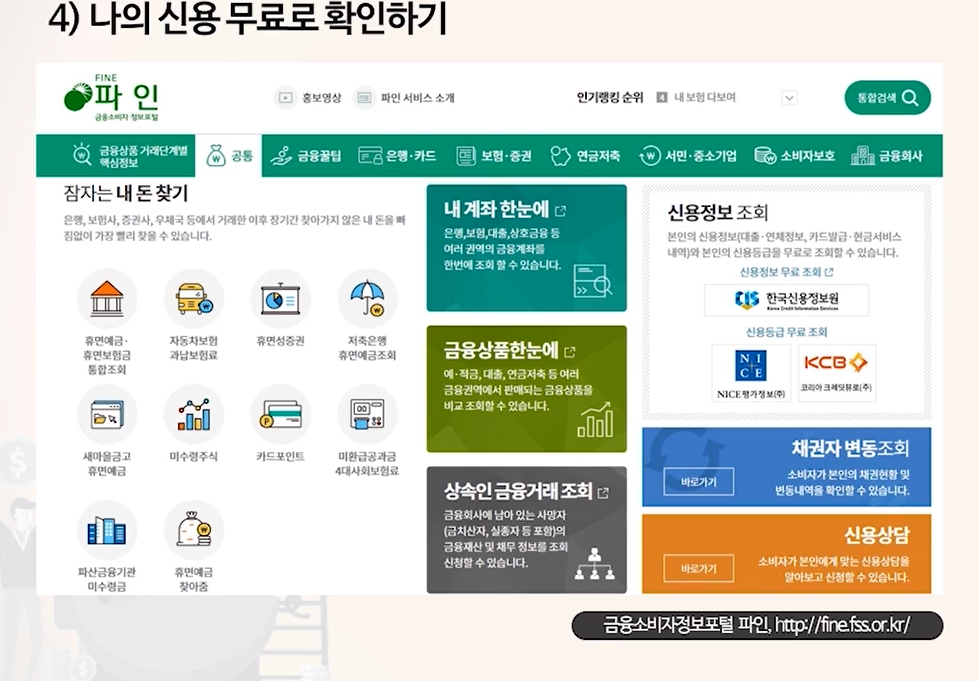 4) 나의 신용 무료로 확인하기
FINE
파인
금융소비자 정보포털
홍보영상
파인 서비스 소개
인기랭킹 순위 4 내 보험 다보여
통합검색
금융상품 거래단계별
핵심정보
공통
금융꿀팁
은행·카드
보험·증권
연금저축
서민·중소기업
소비자보호
금융회사
잠자는 내 돈 찾기
은행, 보험사, 증권사, 우체국 등에서 거래한 이후 장기간 찾아가지 않은 내 돈을 빠
짐없이 가장 빨리 찾을 수 있습니다.
휴면예금·
휴면보험금
통합조회
자동차보험
과납보험료
휴면성증권
저축은행
휴면예금조회
새마을금고
휴면예금
미수령주식
카드포인트
미환급공과금
4대사회보험료
파산금융기관
미수령금
휴면예금
찾아줌
내 계좌 한눈에
은행,보험,대출,상호금융 등
여러 권역의 금융계좌를
한번에 조회 할 수 있습니다.
금융상품한눈에
예·적금, 대출, 연금저축 등 여러
금융권역에서 판매되는 금융상품을
비교 조회할 수 있습니다.
상속인 금융거래 조회
금융회사에 남아 있는 사망자
(금치산자, 실종자 등 포함)의
금융재산 및 채무 정보를 조회
신청할 수 있습니다.
신용정보 조회
본인의 신용정보(대출·연체정보, 카드발급·현금서비스
내역)와 본인의 신용등급을 무료로 조회할 수 있습니다.
신용정보 무료 조회
CIS 한국신용정보원
Korea Credit Information Services
신용등급 무료 조회
NICE
NICE평가정보(주)
KCB
코리아크레딧뷰로(주)
채권자 변동조회
바로가기
소비자가 본인의 채권현황 및
변동내역을 확인할 수 있습니다.
신용상담
바로가기
소비자가 본인에게 맞는 신용상담을
알아보고 신청할 수 있습니다.
금융소비자정보포털 파인, http://fine.fss.or.kr/